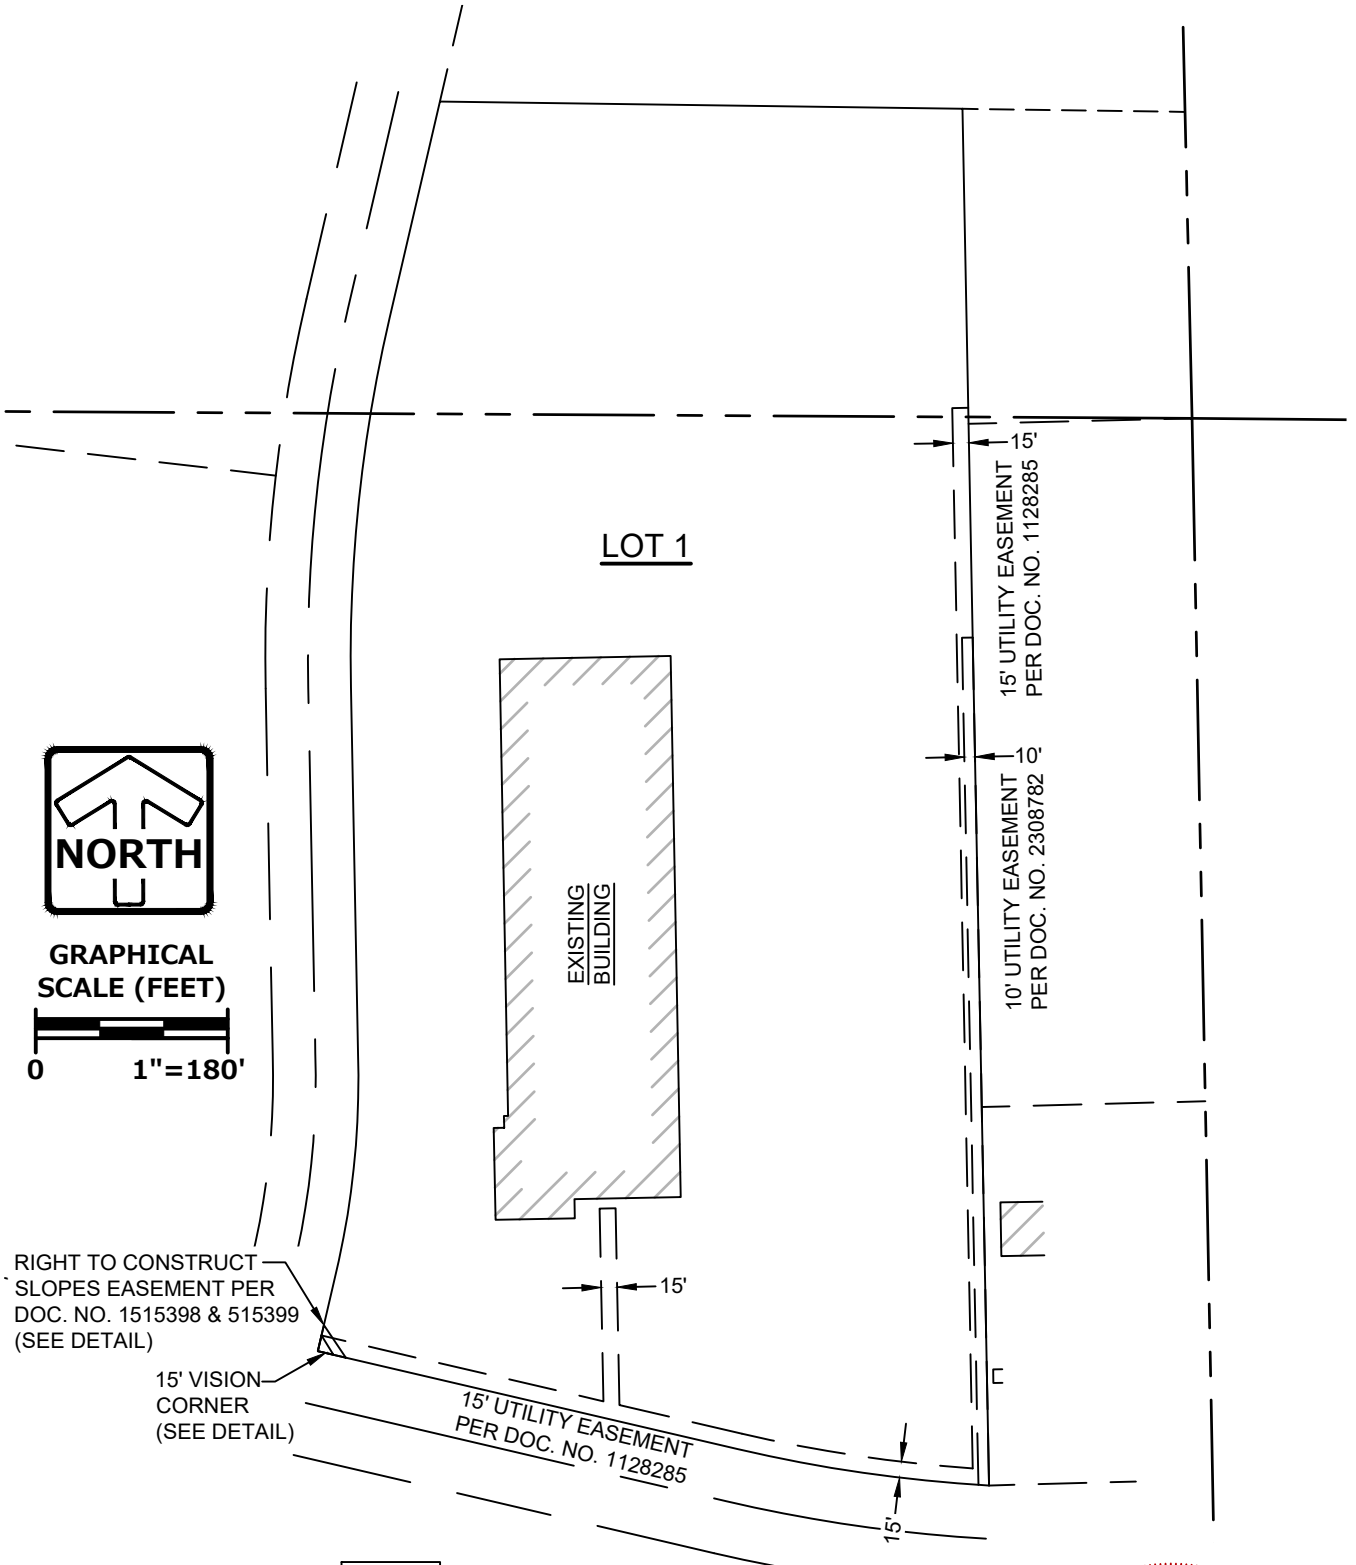 15'
15' UTILITY EASEMENT
PER DOC. NO. 1128285
LOT 1
10'
10' UTILITY EASEMENT
PER DOC. NO. 2308782
NORTH
EXISTING
BUILDING
GRAPHICAL
SCALE (FEET)
0 1"=180'
RIGHT TO CONSTRUCT
SLOPES EASEMENT PER
DOC. NO. 1515398 & 515399
(SEE DETAIL)
15'
15' VISION
CORNER
(SEE DETAIL)
15' UTILITY EASEMENT
PER DOC. NO. 1128285
15'